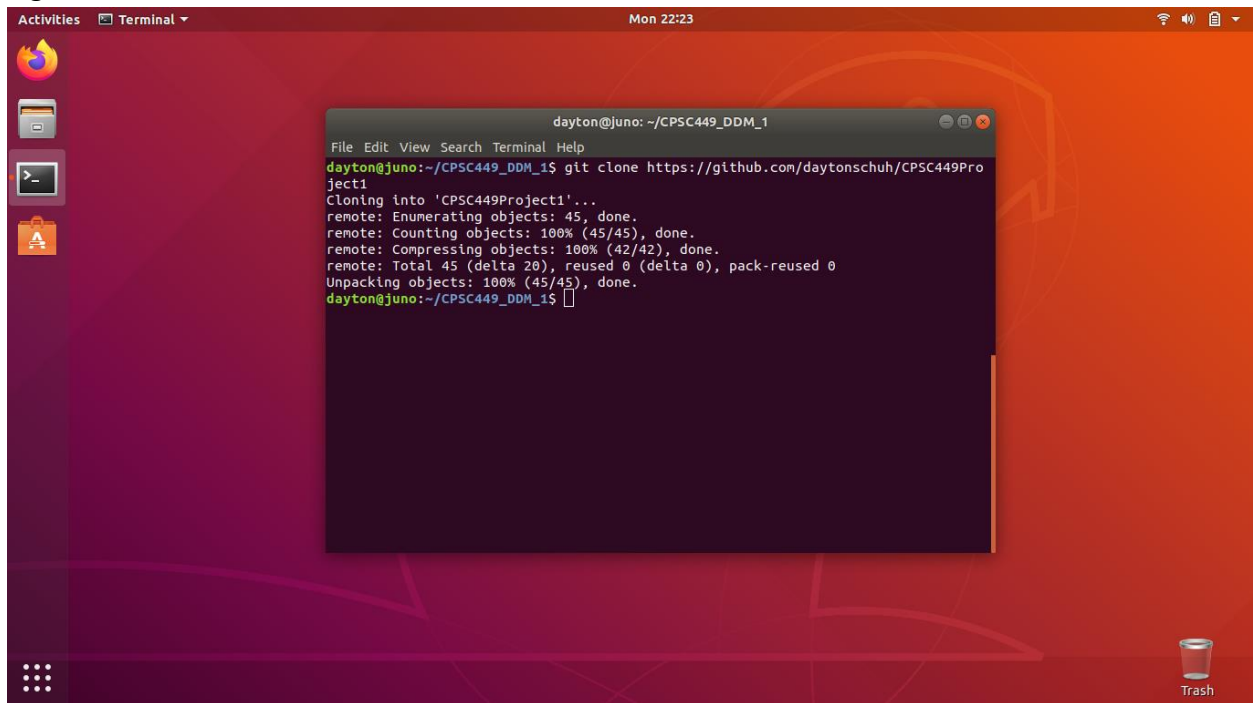 Activities Terminal Mon 22:23
dayton@juno: ~/CPSC449_DDM_1
File Edit View Search Terminal Help
dayton@juno:~/CPSC449_DDM_1$ git clone https://github.com/daytonschuh/CPSC449Pro
ject1
Cloning into 'CPSC449Project1'...
remote: Enumerating objects: 45, done.
remote: Counting objects: 100% (45/45), done.
remote: Compressing objects: 100% (42/42), done.
remote: Total 45 (delta 20), reused 0 (delta 0), pack-reused 0
Unpacking objects: 100% (45/45), done.
dayton@juno:~/CPSC449_DDM_1$
Trash